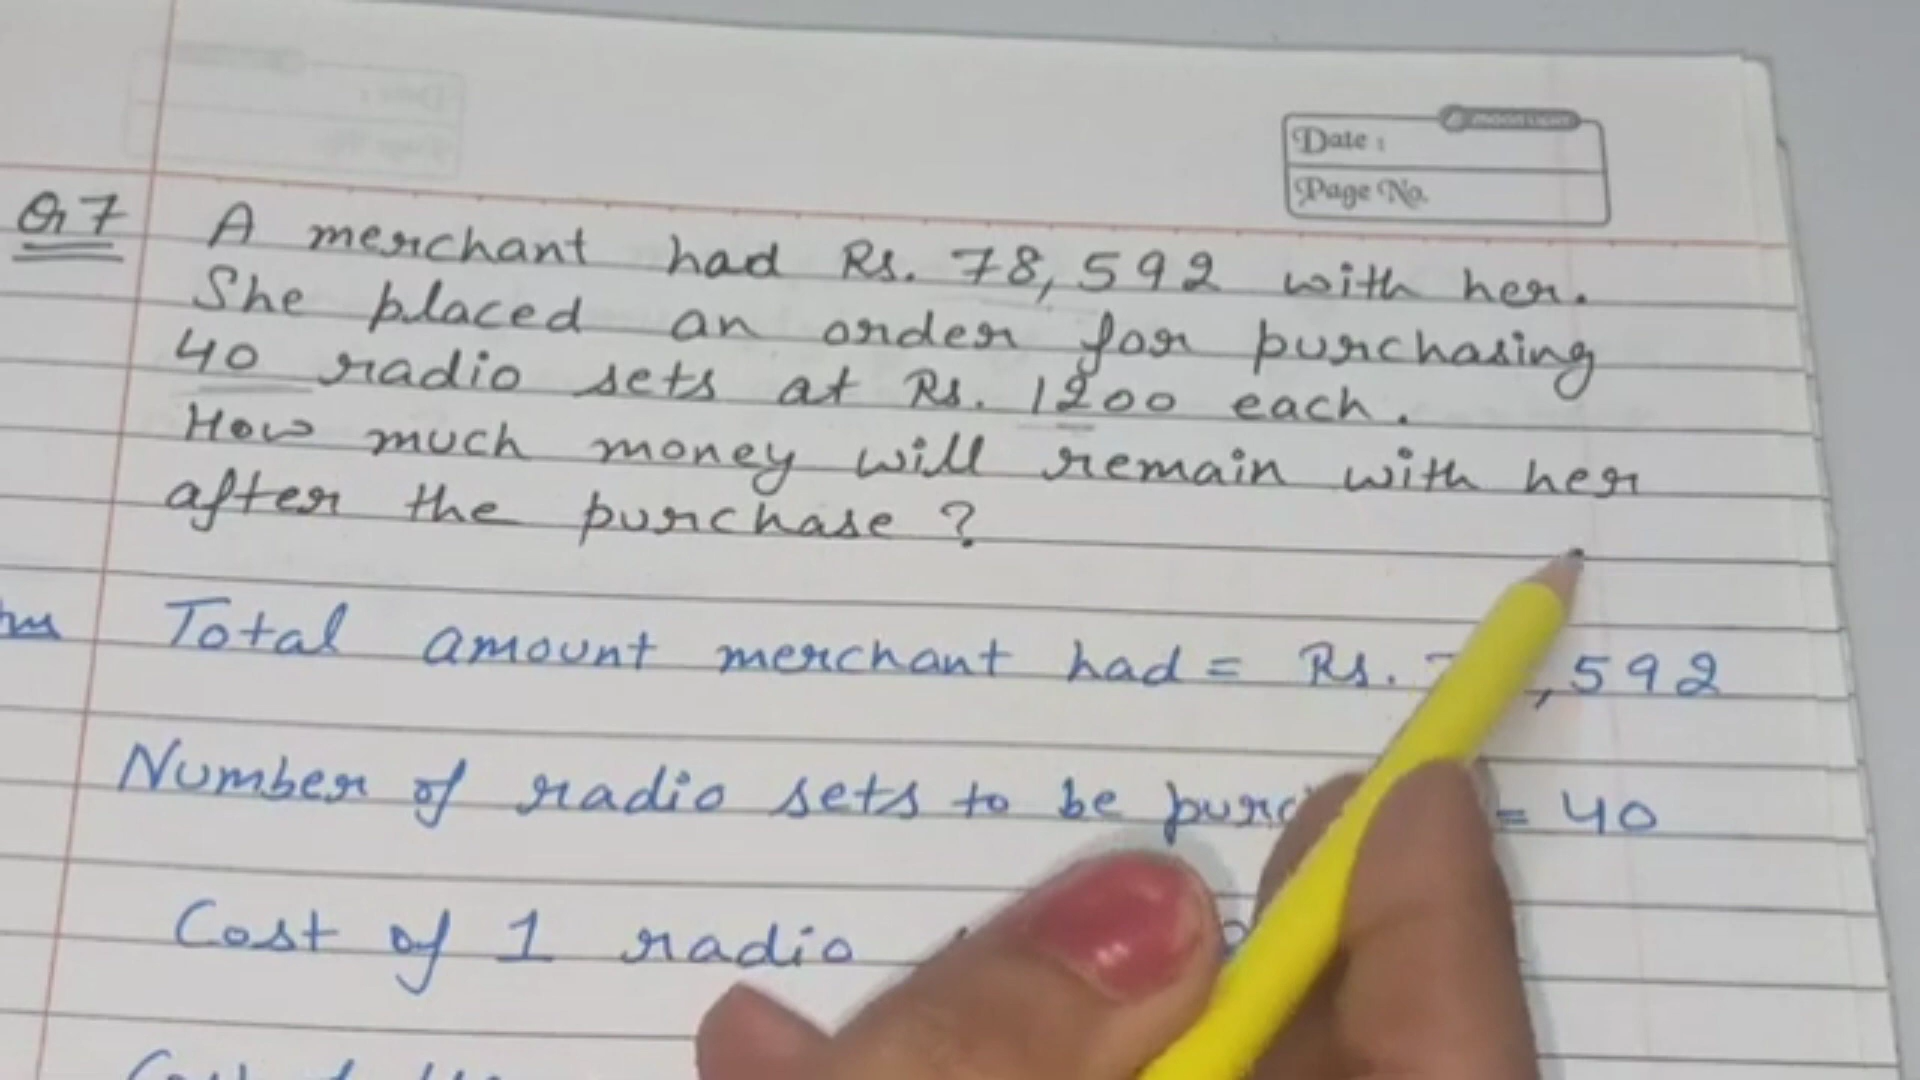 Date :
Page No.
Q7 A merchant had Rs. 78,592 with her.
She placed an order for purchasing
40 radio sets at Rs. 1200 each.
How much money will remain with her
after the purchase ?
Total amount merchant had = Rs. ,592
Number of radio sets to be = 40
Cost of 1 radio